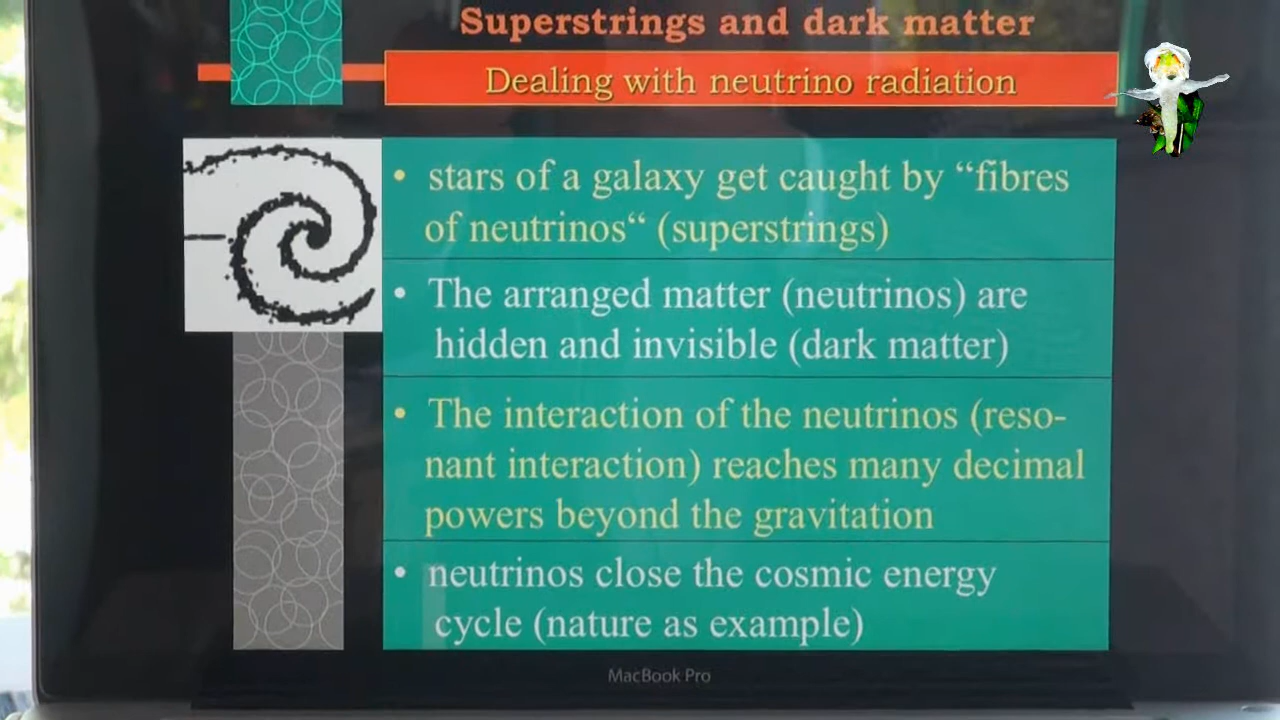 Superstrings and dark matter
Dealing with neutrino radiation
• stars of a galaxy get caught by “fibres
of neutrinos“ (superstrings)
• The arranged matter (neutrinos) are
hidden and invisible (dark matter)
• The interaction of the neutrinos (reso-
nant interaction) reaches many decimal
powers beyond the gravitation
• neutrinos close the cosmic energy
cycle (nature as example)
MacBook Pro